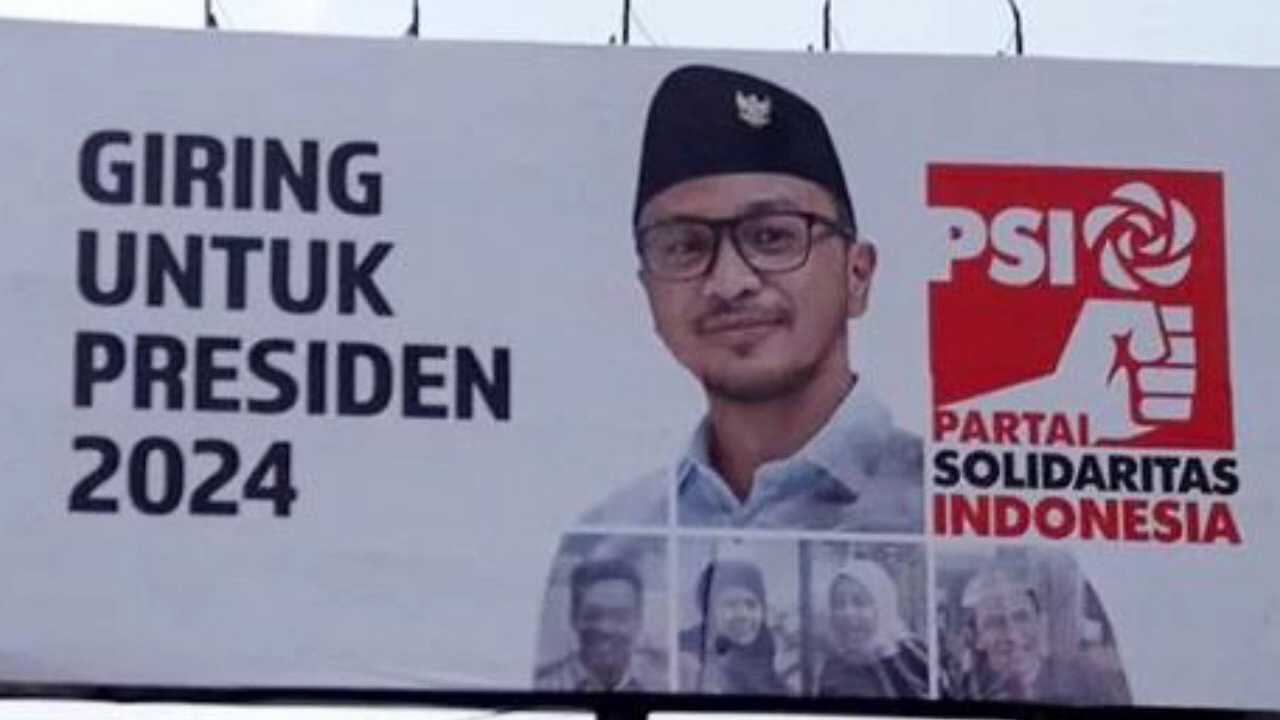 GIRING
UNTUK
PRESIDEN
2024
PSI
PARTAI
SOLIDARITAS
INDONESIA